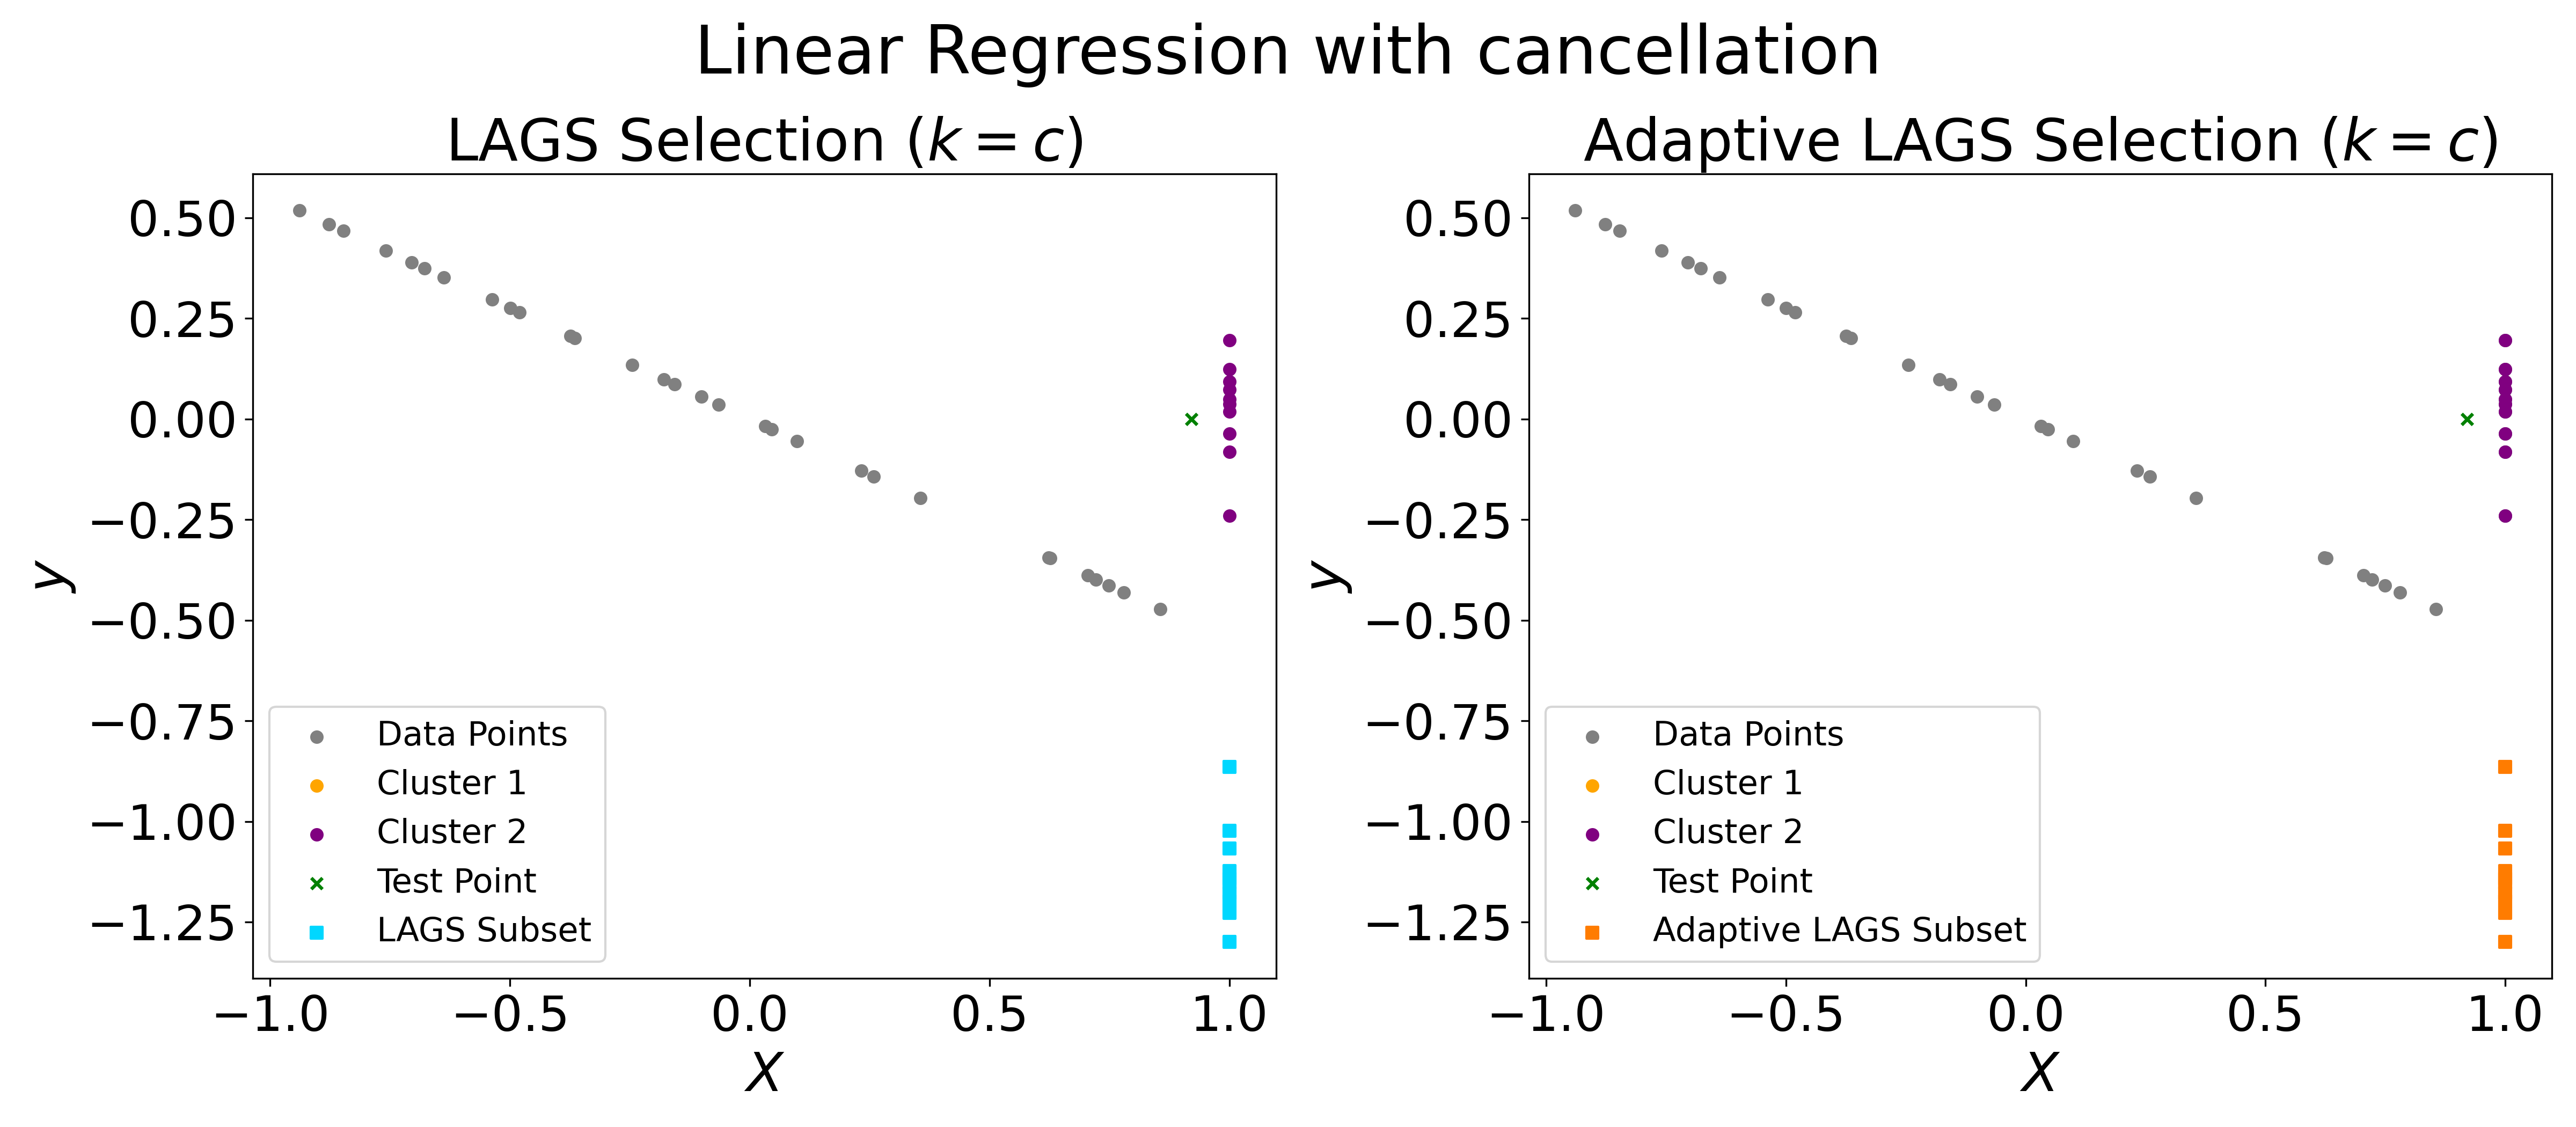 Linear Regression with cancellation
LAGS Selection (k = c)
0.50
0.25
0.00
−0.25
−0.50
−0.75
−1.00
−1.25
y
Data Points
Cluster 1
Cluster 2
Test Point
LAGS Subset
−1.0
−0.5
0.0
0.5
1.0
X
Adaptive LAGS Selection (k = c)
0.50
0.25
0.00
−0.25
−0.50
−0.75
−1.00
−1.25
y
Data Points
Cluster 1
Cluster 2
Test Point
Adaptive LAGS Subset
−1.0
−0.5
0.0
0.5
1.0
X